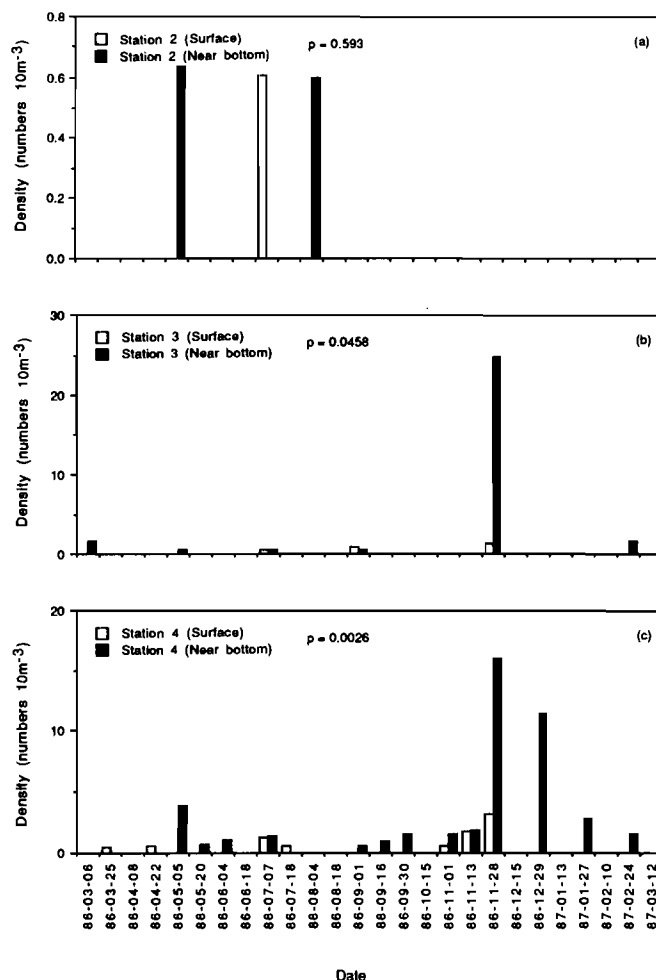 Station 2 (Surface)
Station 2 (Near bottom)
p = 0.593
(a)
Density (numbers 10m-3)
0.8
0.6
0.4
0.2
0.0
Station 3 (Surface)
Station 3 (Near bottom)
p = 0.0458
(b)
Density (numbers 10m-3)
30
20
10
0
Station 4 (Surface)
Station 4 (Near bottom)
p = 0.0026
(c)
Density (numbers 10m-3)
20
10
0
86-03-06
86-03-25
86-04-08
86-04-22
86-05-05
86-05-20
86-06-04
86-06-18
86-07-07
86-07-18
86-08-04
86-08-18
86-09-01
86-09-16
86-09-30
86-10-15
86-11-01
86-11-13
86-11-28
86-12-15
86-12-29
87-01-13
87-01-27
87-02-10
87-02-24
87-03-12
Date